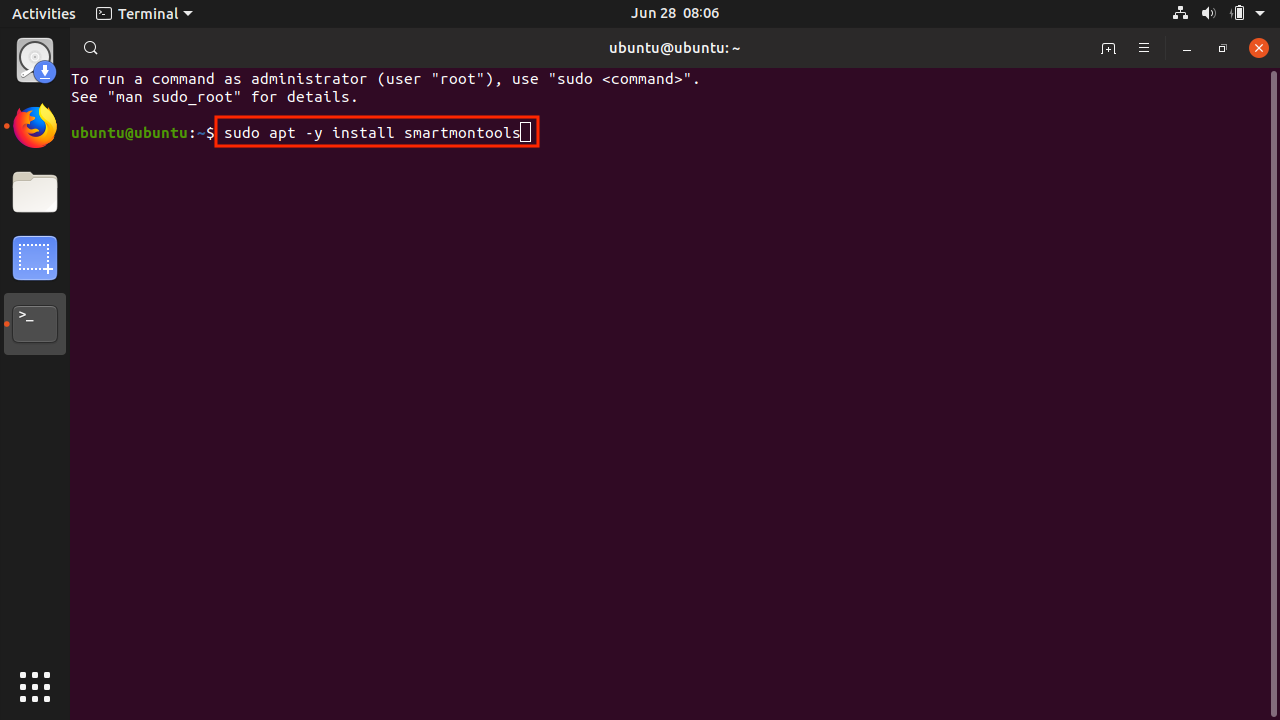 Activities Terminal Jun 28 08:06
ubuntu@ubuntu: ~
To run a command as administrator (user "root"), use "sudo <command>".
See "man sudo_root" for details.
ubuntu@ubuntu:~$ sudo apt -y install smartmontools
>_